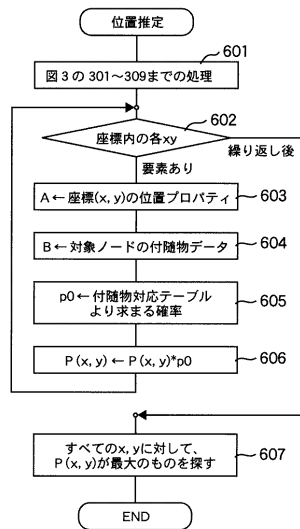 位置推定
601
図3の301～309までの処理
602
座標内の各xy
繰り返し後
要素あり
A←座標(x, y)の位置プロパティ
603
B←対象ノードの付随物データ
604
p0←付随物対応テーブル
より求まる確率
605
P(x, y)←P(x, y)*p0
606
すべてのx, yに対して、
P(x, y)が最大のものを探す
607
END